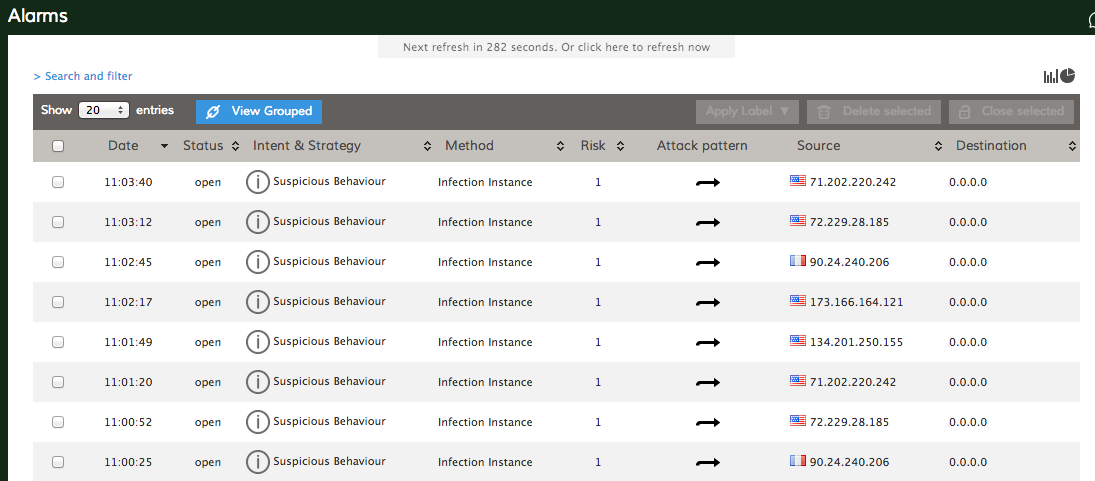 Alarms
Next refresh in 282 seconds. Or click here to refresh now
> Search and filter
Show 20 entries View Grouped Apply Label ▼ Delete selected Close selected
Date Status Intent & Strategy Method Risk Attack pattern Source Destination
11:03:40 open Suspicious Behaviour Infection Instance 1 71.202.220.242 0.0.0.0
11:03:12 open Suspicious Behaviour Infection Instance 1 72.229.28.185 0.0.0.0
11:02:45 open Suspicious Behaviour Infection Instance 1 90.24.240.206 0.0.0.0
11:02:17 open Suspicious Behaviour Infection Instance 1 173.166.164.121 0.0.0.0
11:01:49 open Suspicious Behaviour Infection Instance 1 134.201.250.155 0.0.0.0
11:01:20 open Suspicious Behaviour Infection Instance 1 71.202.220.242 0.0.0.0
11:00:52 open Suspicious Behaviour Infection Instance 1 72.229.28.185 0.0.0.0
11:00:25 open Suspicious Behaviour Infection Instance 1 90.24.240.206 0.0.0.0